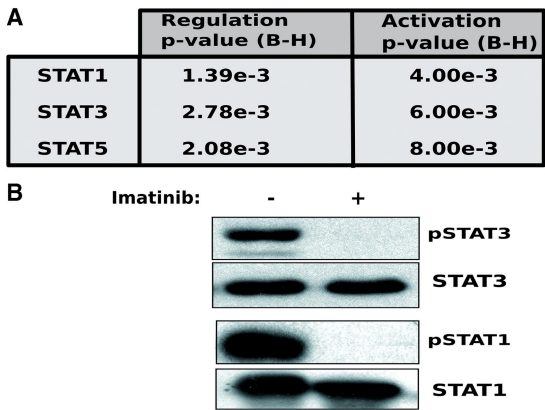 A
Regulation Activation
p-value (B-H) p-value (B-H)
STAT1 1.39e-3 4.00e-3
STAT3 2.78e-3 6.00e-3
STAT5 2.08e-3 8.00e-3
B
Imatinib: - +
pSTAT3
STAT3
pSTAT1
STAT1